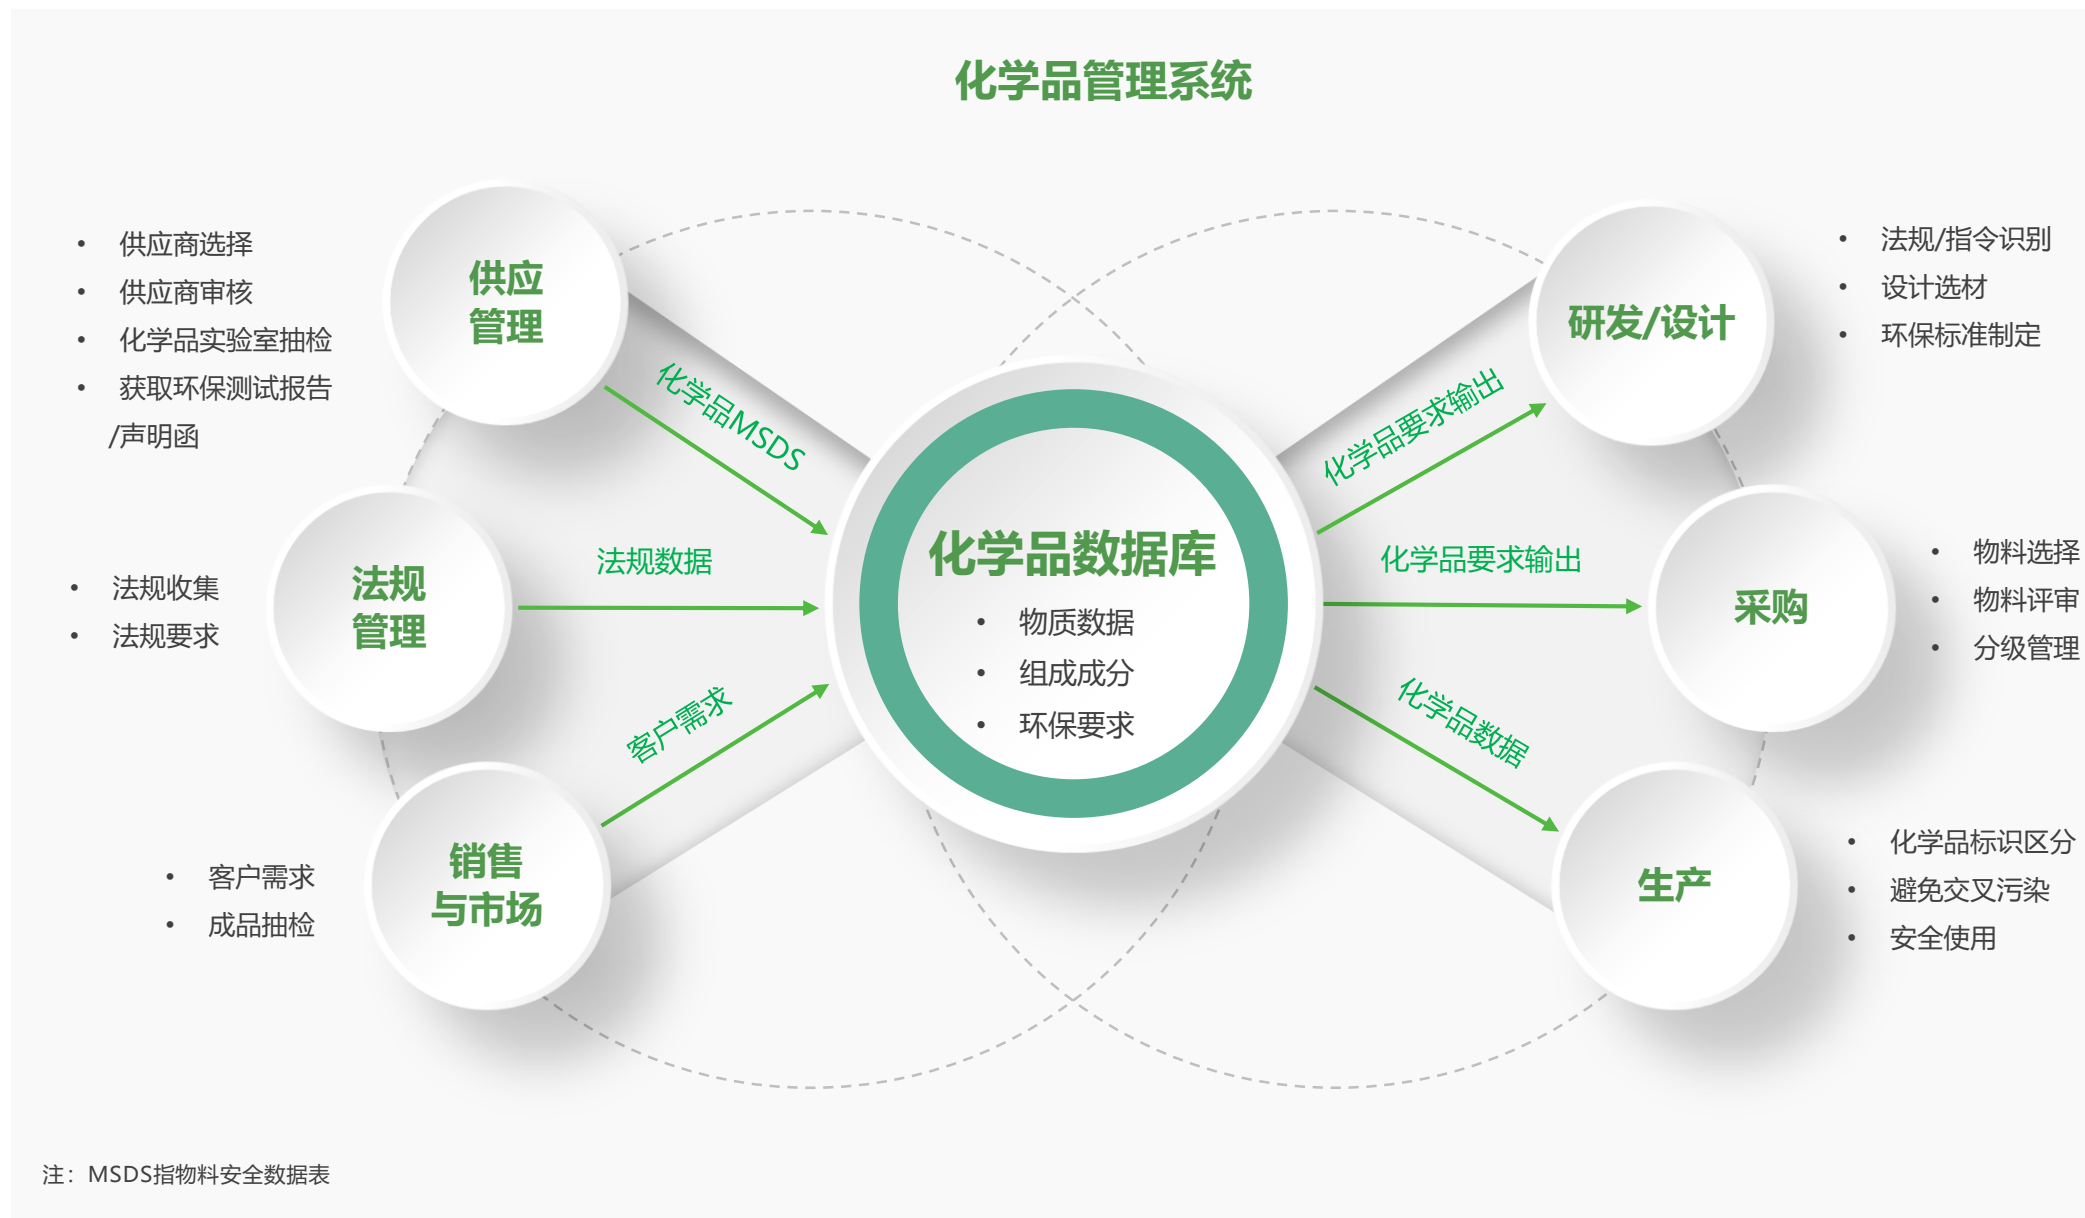 化学品管理系统
• 供应商选择
• 供应商审核
• 化学品实验室抽检
• 获取环保测试报告
/声明函
供应
管理
化学品MSDS
• 法规收集
• 法规要求
法规
管理
法规数据
• 客户需求
• 成品抽检
销售
与市场
客户需求
化学品数据库
• 物质数据
• 组成成分
• 环保要求
化学品要求输出
研发/设计
• 法规/指令识别
• 设计选材
• 环保标准制定
化学品要求输出
采购
• 物料选择
• 物料评审
• 分级管理
化学品数据
生产
• 化学品标识区分
• 避免交叉污染
• 安全使用
注：MSDS指物料安全数据表